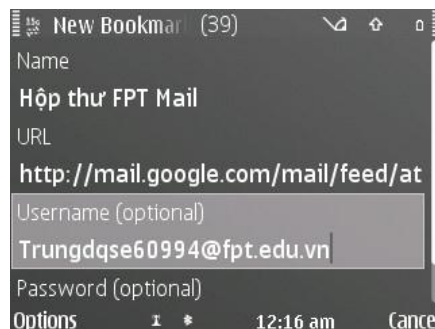 New Bookmar (39)
Name
Hộp thư FPT Mail
URL
http://mail.google.com/mail/feed/at
Username (optional)
Trungdqse60994@fpt.edu.vn
Password (optional)
Options 12:16 am Cance